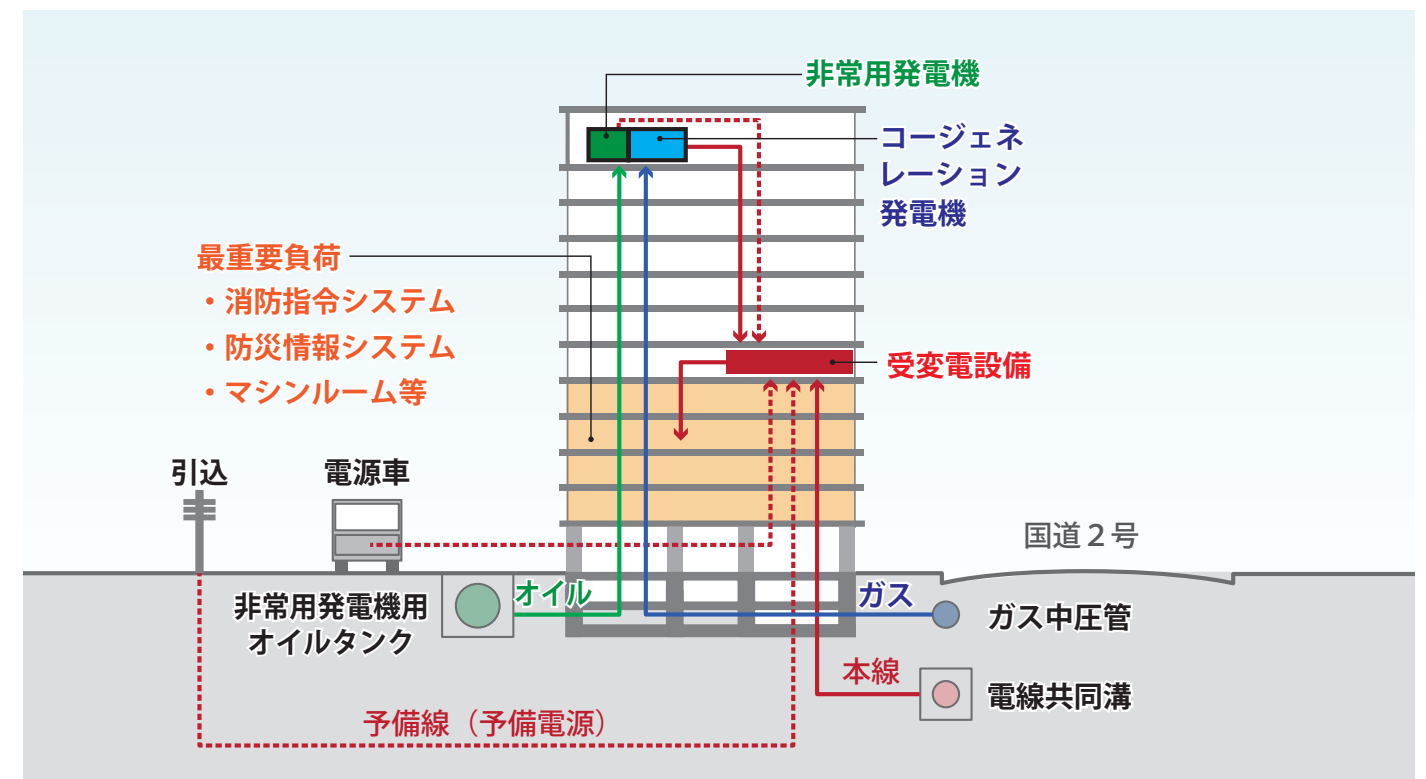 非常用発電機
コージェネ
レーション
発電機
最重要負荷
・消防指令システム
・防災情報システム
・マシンルーム等
受変電設備
引込
電源車
国道２号
オイル
ガス
非常用発電機用
オイルタンク
ガス中圧管
本線
電線共同溝
予備線（予備電源）